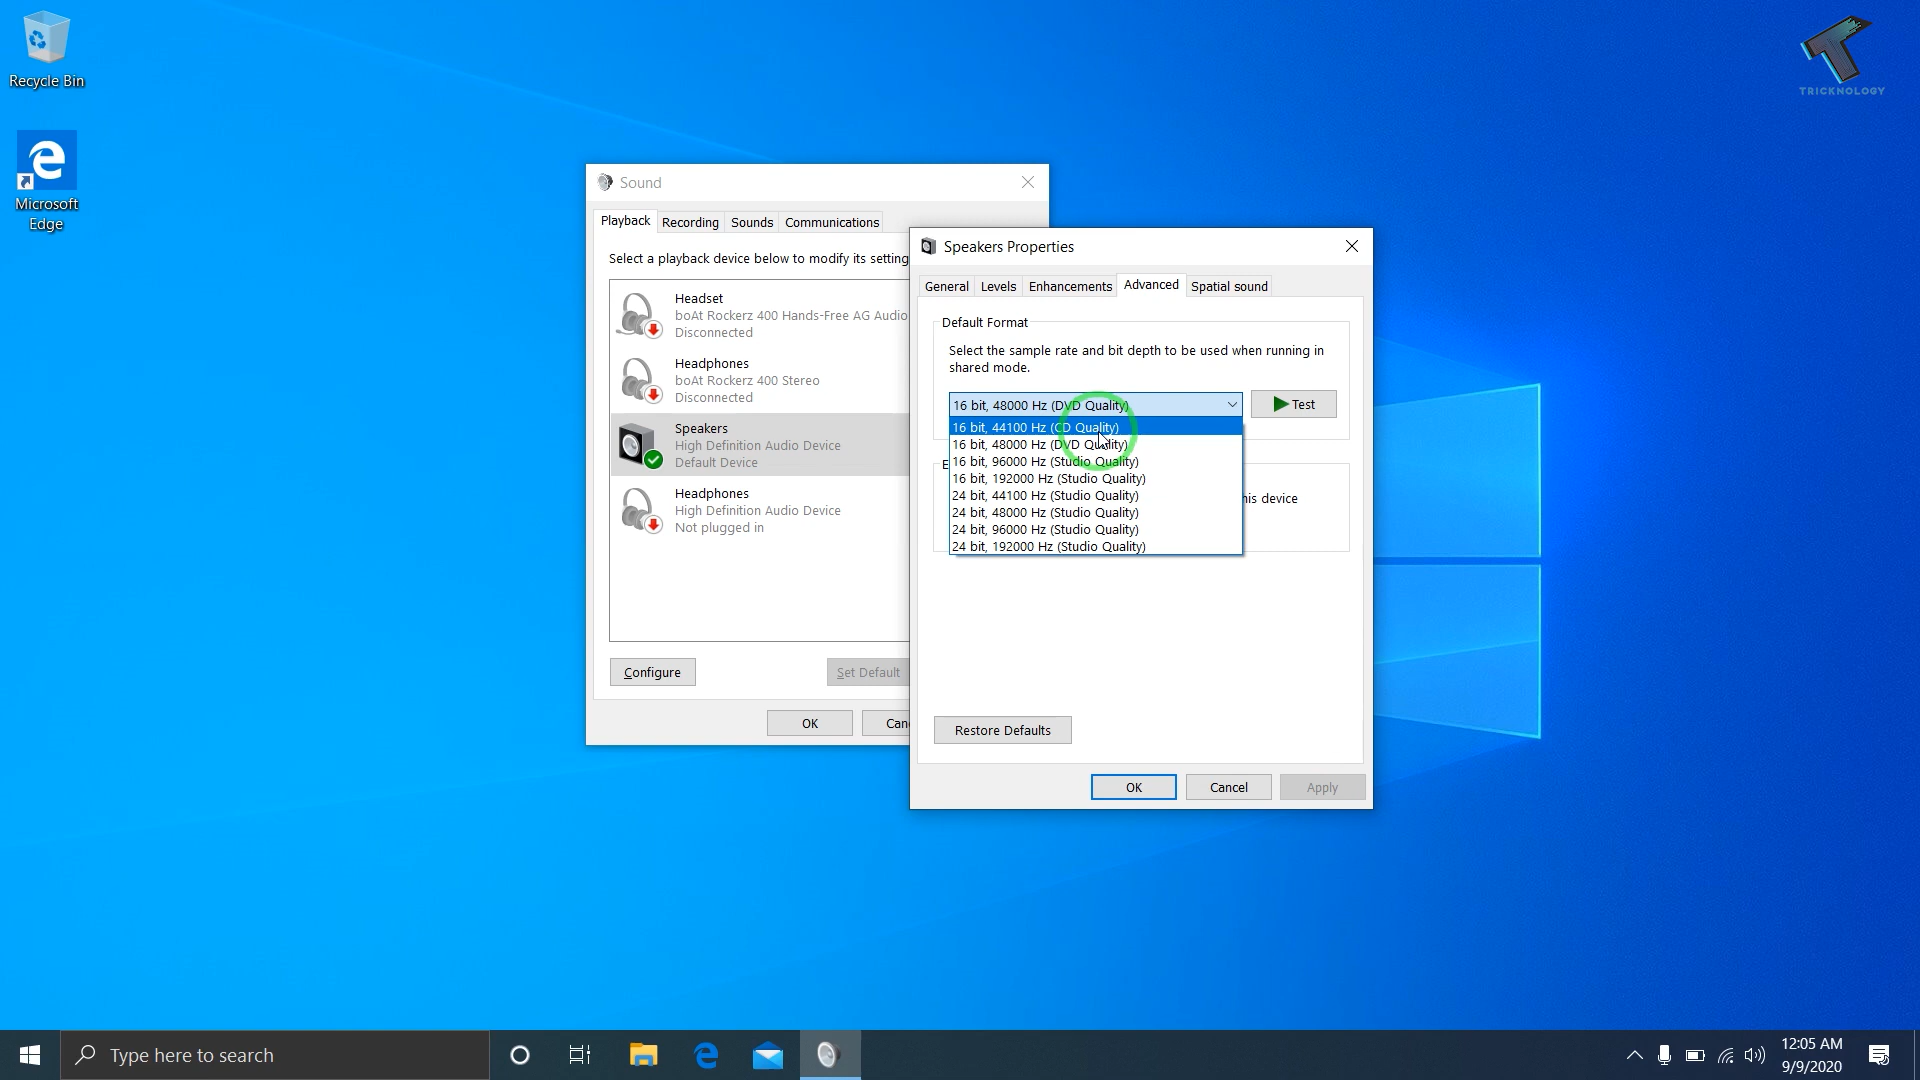 Recycle Bin
Microsoft
Edge
TRICKNOLOGY
Sound
Playback
Recording
Sounds
Communications
Select a playback device below to modify its setting
Headset
boAt Rockerz 400 Hands-Free AG Audio
Disconnected
Headphones
boAt Rockerz 400 Stereo
Disconnected
Speakers
High Definition Audio Device
Default Device
Headphones
High Definition Audio Device
Not plugged in
Configure
Set Default
OK
Can
Speakers Properties
General
Levels
Enhancements
Advanced
Spatial sound
Default Format
Select the sample rate and bit depth to be used when running in
shared mode.
16 bit, 48000 Hz (DVD Quality)
Test
16 bit, 44100 Hz (CD Quality)
16 bit, 48000 Hz (DVD Quality)
16 bit, 96000 Hz (Studio Quality)
16 bit, 192000 Hz (Studio Quality)
24 bit, 44100 Hz (Studio Quality)
24 bit, 48000 Hz (Studio Quality)
24 bit, 96000 Hz (Studio Quality)
24 bit, 192000 Hz (Studio Quality)
E
his device
Restore Defaults
OK
Cancel
Apply
Type here to search
12:05 AM
9/9/2020